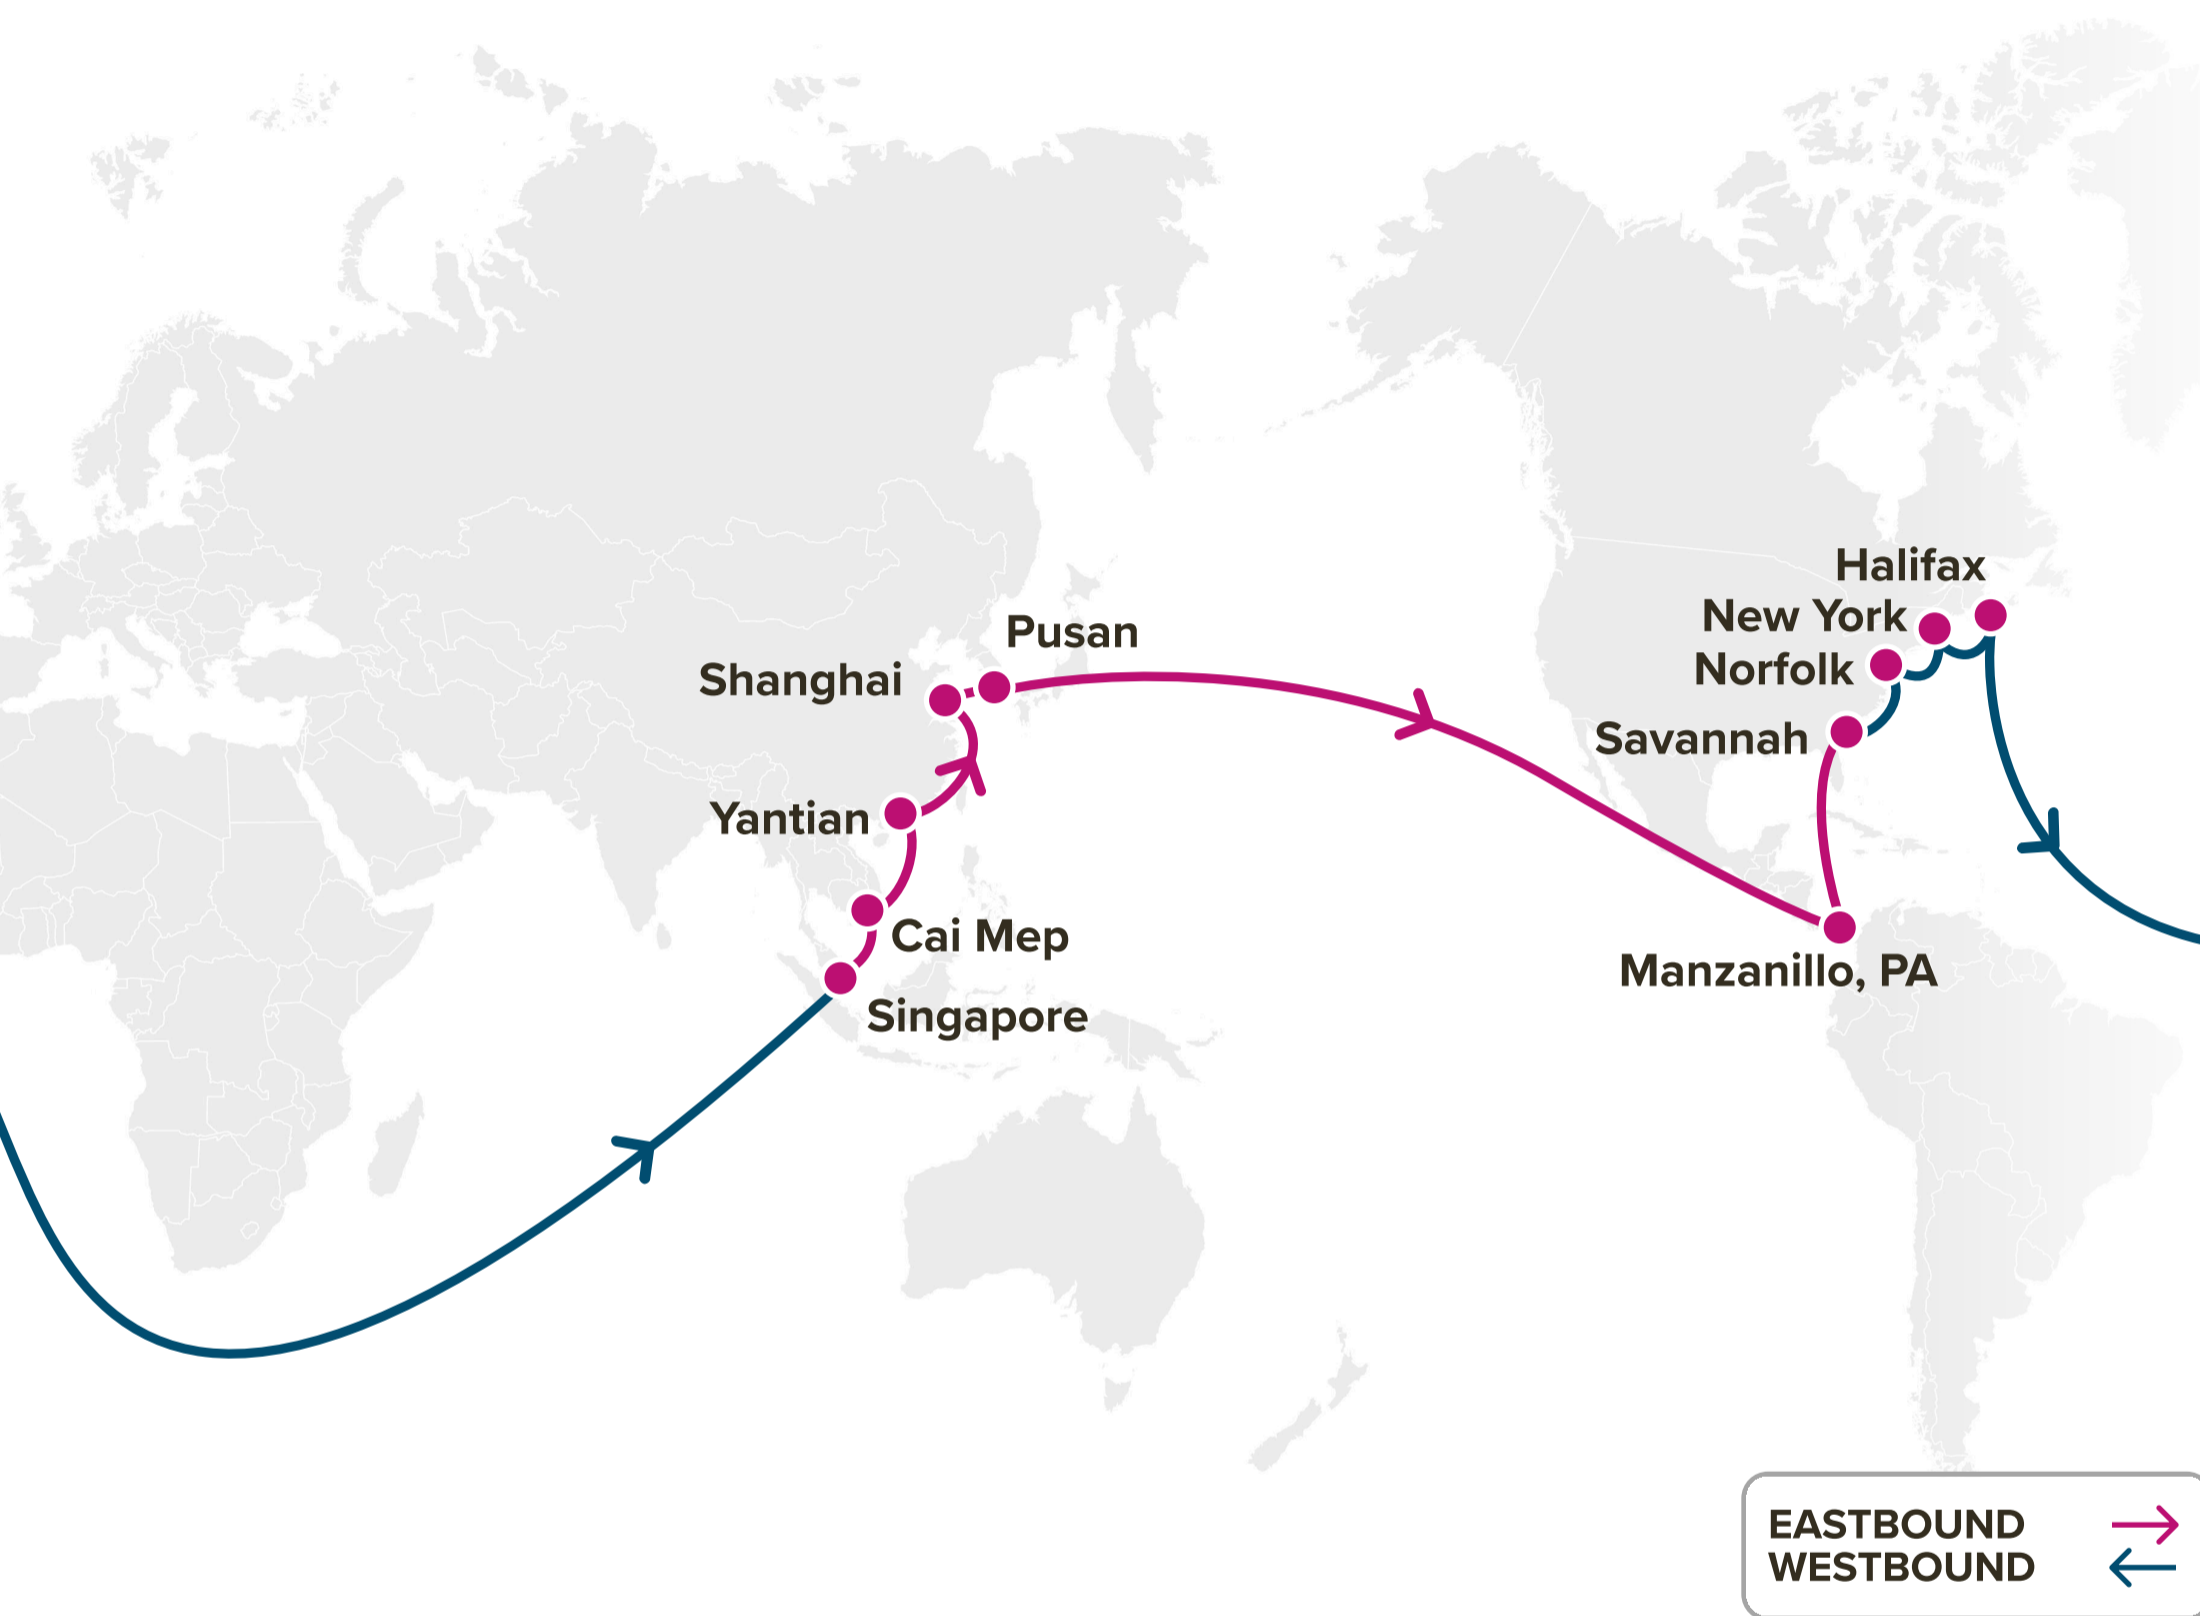 Halifax
New York
Norfolk
Pusan
Shanghai
Savannah
Yantian
Cai Mep
Manzanillo, PA
Singapore
EASTBOUND
WESTBOUND